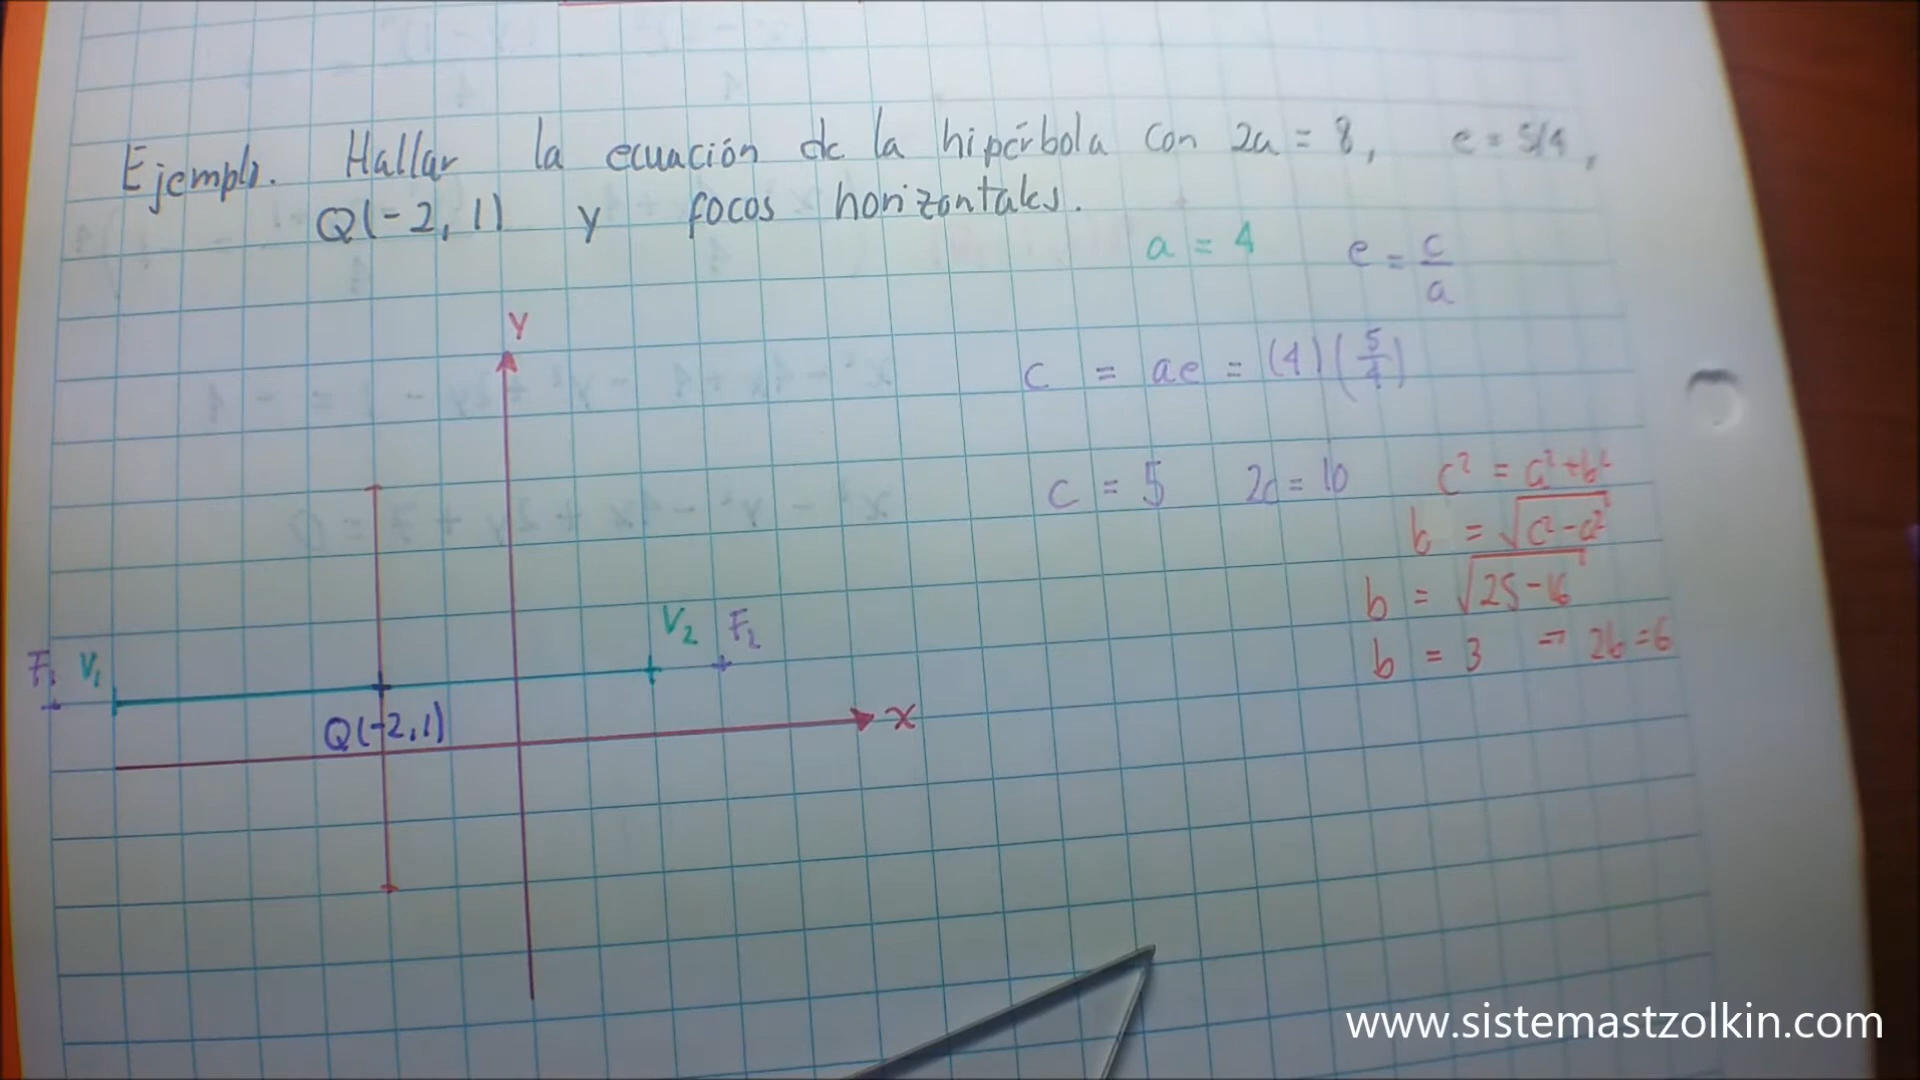 Ejemplo. Hallar la ecuación de la hipérbola con 2a = 8, e = 5/4,
Q(-2, 1) y focos horizontales.
a = 4 e = c/a
Y
c = ae = (4)(5/4)
c = 5 2c = 10 c² = a² + b²
b = √c² - a²
b = √25 - 16
b = 3 ⇒ 2b = 6
F₁ V₁ V₂ F₂
Q(-2, 1)
X
www.sistemastzolkin.com